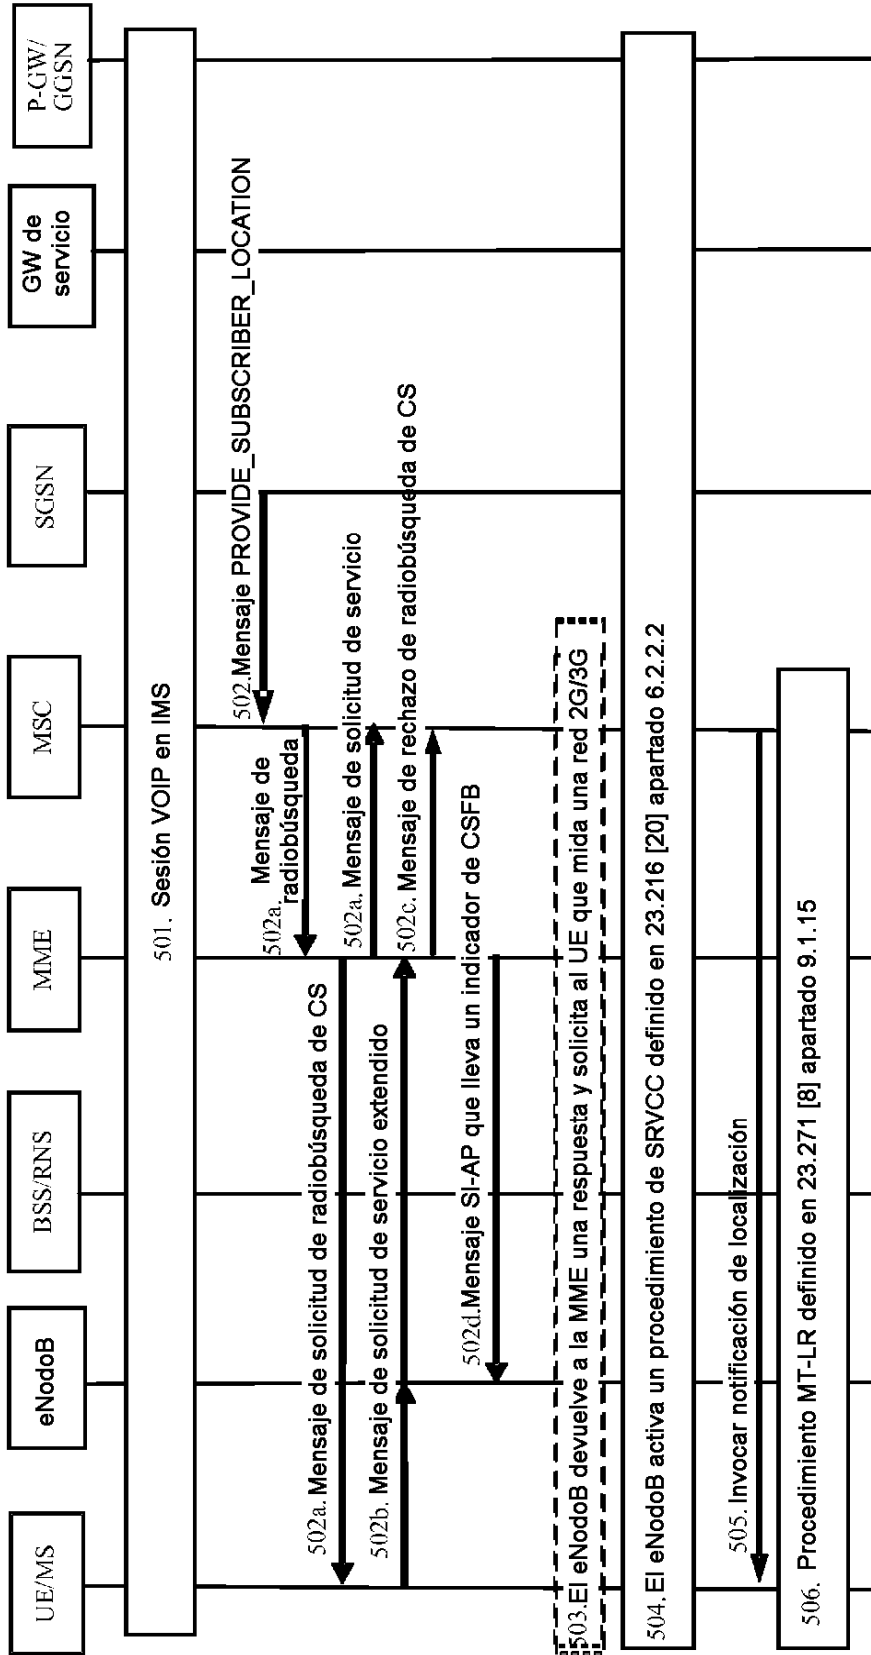 UE/MS
eNodoB
BSS/RNS
MME
MSC
SGSN
GW de
servicio
P-GW/
GGSN
501. Sesión VOIP en IMS
502.Mensaje PROVIDE_SUBSCRIBER_LOCATION
502a. Mensaje de
radiobúsqueda
502a. Mensaje de solicitud de radiobúsqueda de CS
502a. Mensaje de solicitud de servicio
502b. Mensaje de solicitud de servicio extendido
502c. Mensaje de rechazo de radiobúsqueda de CS
502d.Mensaje SI-AP que lleva un indicador de CSFB
503.El eNodoB devuelve a la MME una respuesta y solicita al UE que mida una red 2G/3G
504. El eNodoB activa un procedimiento de SRVCC definido en 23.216 [20] apartado 6.2.2.2
505. Invocar notificación de localización
506. Procedimiento MT-LR definido en 23.271 [8] apartado 9.1.15